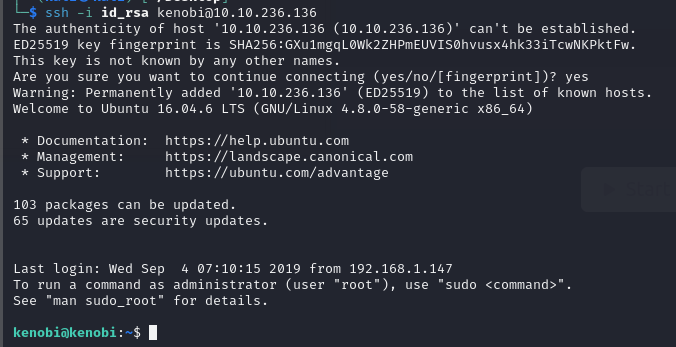 $ ssh -i id_rsa kenobi@10.10.236.136
The authenticity of host '10.10.236.136 (10.10.236.136)' can't be established.
ED25519 key fingerprint is SHA256:GXu1mgqL0Wk2ZHPmEUVIS0hvusx4hk33iTcwNKPktFw.
This key is not known by any other names.
Are you sure you want to continue connecting (yes/no/[fingerprint])? yes
Warning: Permanently added '10.10.236.136' (ED25519) to the list of known hosts.
Welcome to Ubuntu 16.04.6 LTS (GNU/Linux 4.8.0-58-generic x86_64)
* Documentation: https://help.ubuntu.com
* Management: https://landscape.canonical.com
* Support: https://ubuntu.com/advantage
103 packages can be updated.
65 updates are security updates.
Last login: Wed Sep 4 07:10:15 2019 from 192.168.1.147
To run a command as administrator (user "root"), use "sudo <command>".
See "man sudo_root" for details.
kenobi@kenobi:~$